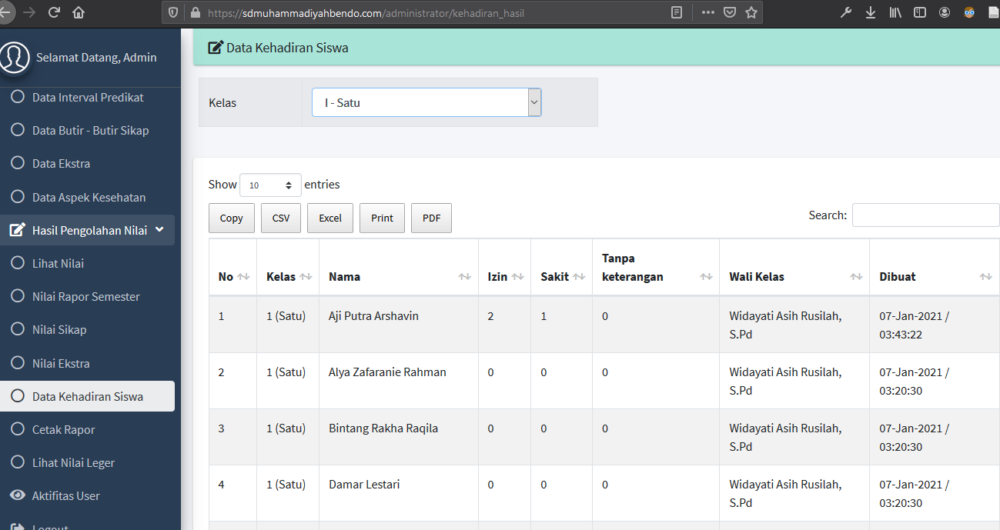 https://sdmuhammadiyahbendo.com/administrator/kehadiran_hasil
Selamat Datang, Admin
Data Interval Predikat
Data Butir - Butir Sikap
Data Ekstra
Data Aspek Kesehatan
Hasil Pengolahan Nilai
Lihat Nilai
Nilai Rapor Semester
Nilai Sikap
Nilai Ekstra
Data Kehadiran Siswa
Cetak Rapor
Lihat Nilai Leger
Aktifitas User
Logout
Data Kehadiran Siswa
Kelas I - Satu
Show 10 entries
Copy CSV Excel Print PDF
Search:
No Kelas Nama Izin Sakit Tanpa keterangan Wali Kelas Dibuat
1 1 (Satu) Aji Putra Arshavin 2 1 0 Widayati Asih Rusilah, S.Pd 07-Jan-2021 / 03:43:22
2 1 (Satu) Alya Zafaranie Rahman 0 0 0 Widayati Asih Rusilah, S.Pd 07-Jan-2021 / 03:20:30
3 1 (Satu) Bintang Rakha Raqila 0 0 0 Widayati Asih Rusilah, S.Pd 07-Jan-2021 / 03:20:30
4 1 (Satu) Damar Lestari 0 0 0 Widayati Asih Rusilah, S.Pd 07-Jan-2021 / 03:20:30